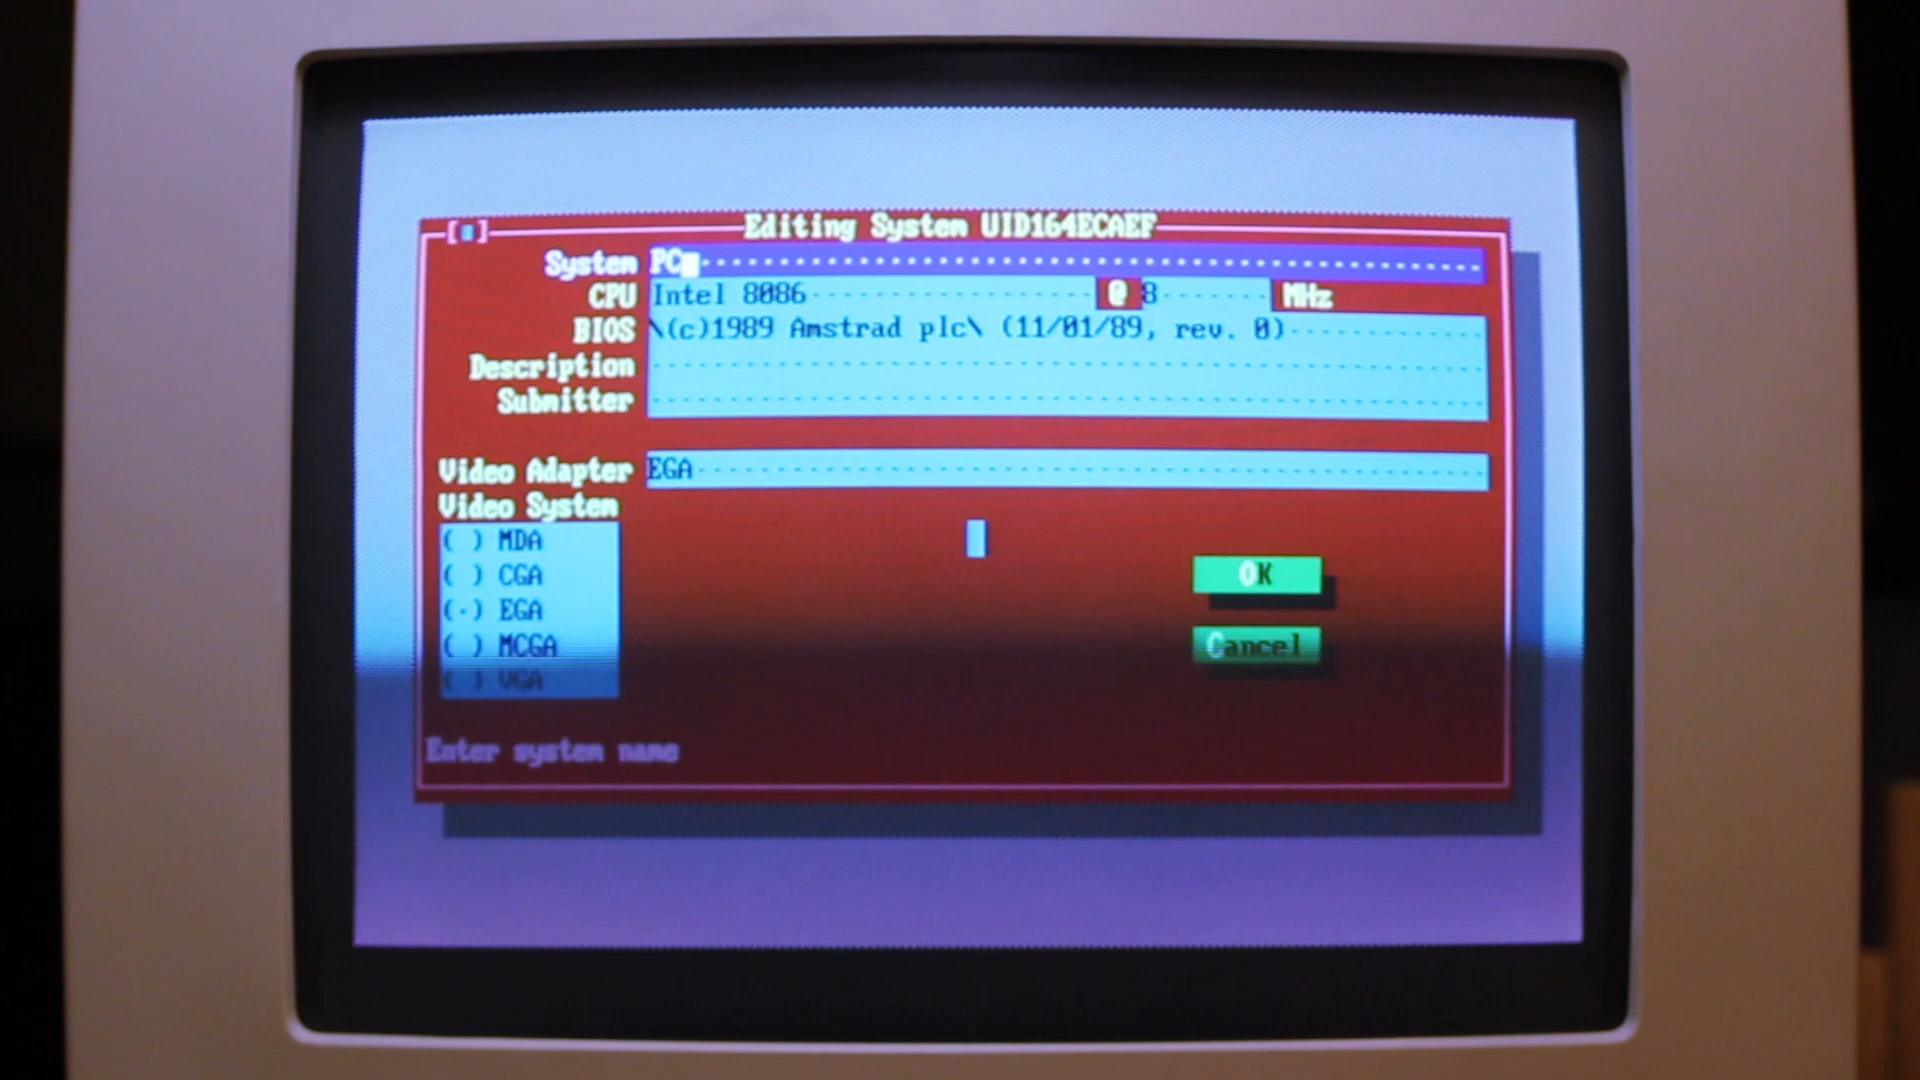 [■] Editing System UID164ECAEF
System PC
CPU Intel 8086 @ 8 MHz
BIOS \(c)1989 Amstrad plc\ (11/01/89, rev. 0)
Description
Submitter
Video Adapter EGA
Video System
( ) MDA
( ) CGA
(·) EGA
( ) MCGA
( ) VGA
OK
Cancel
Enter system name